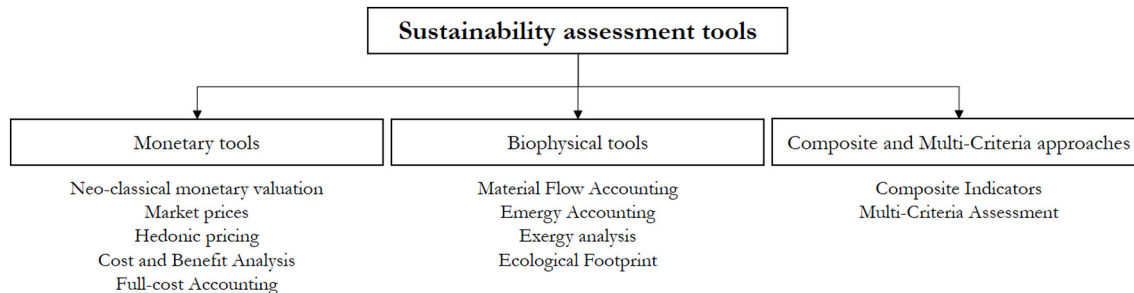 Sustainability assessment tools
Monetary tools
Neo-classical monetary valuation
Market prices
Hedonic pricing
Cost and Benefit Analysis
Full-cost Accounting
Biophysical tools
Material Flow Accounting
Emergy Accounting
Exergy analysis
Ecological Footprint
Composite and Multi-Criteria approaches
Composite Indicators
Multi-Criteria Assessment